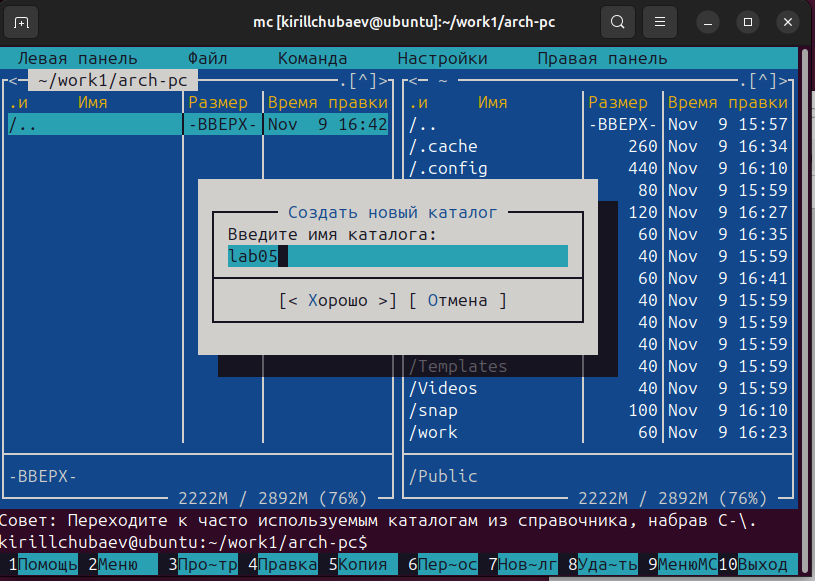 mc [kirillchubaev@ubuntu]:~/work1/arch-pc
Левая панель Файл Команда Настройки Правая панель
<- ~/work1/arch-pc .[^]> <- ~ .[^]>
.и Имя Размер Время правки .и Имя Размер Время правки
/.. -ВВЕРХ- Nov 9 16:42 /.. -ВВЕРХ- Nov 9 15:57
/.cache 260 Nov 9 16:34
/.config 440 Nov 9 16:10
80 Nov 9 15:59
Создать новый каталог 120 Nov 9 16:27
Введите имя каталога: 60 Nov 9 16:35
lab05 40 Nov 9 15:59
60 Nov 9 16:41
[< Хорошо >] [ Отмена ] 40 Nov 9 15:59
40 Nov 9 15:59
40 Nov 9 15:59
/Templates 40 Nov 9 15:59
/Videos 40 Nov 9 15:59
/snap 100 Nov 9 16:10
/work 60 Nov 9 16:23
-ВВЕРХ- /Public
2222M / 2892M (76%) 2222M / 2892M (76%)
Совет: Переходите к часто используемым каталогам из справочника, набрав C-\.
kirillchubaev@ubuntu:~/work1/arch-pc$
1Помощь 2Меню 3Про~тр 4Правка 5Копия 6Пер~ос 7Нов~лг 8Уда~ть 9МенюМС 10Выход